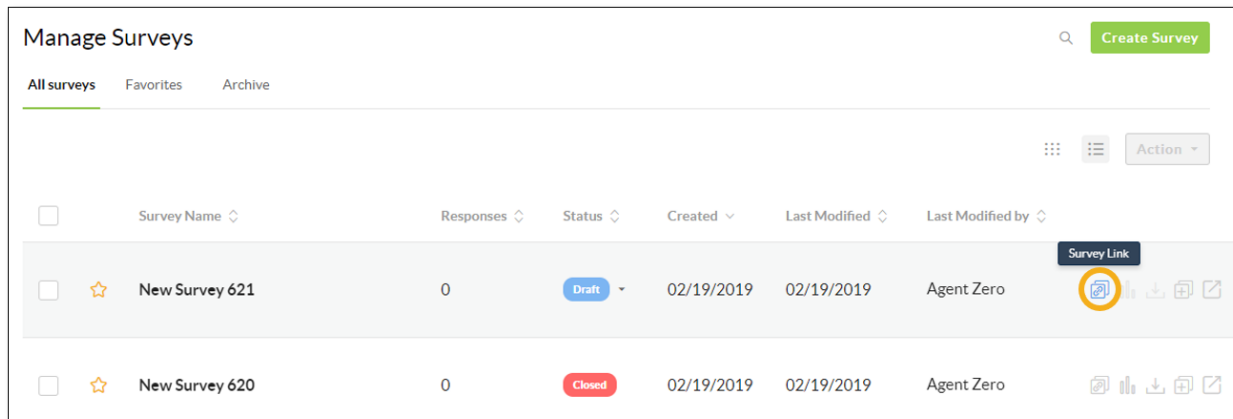 Manage Surveys
Create Survey
All surveys Favorites Archive
Action
Survey Name Responses Status Created Last Modified Last Modified by
Survey Link
New Survey 621 0 Draft 02/19/2019 02/19/2019 Agent Zero
New Survey 620 0 Closed 02/19/2019 02/19/2019 Agent Zero